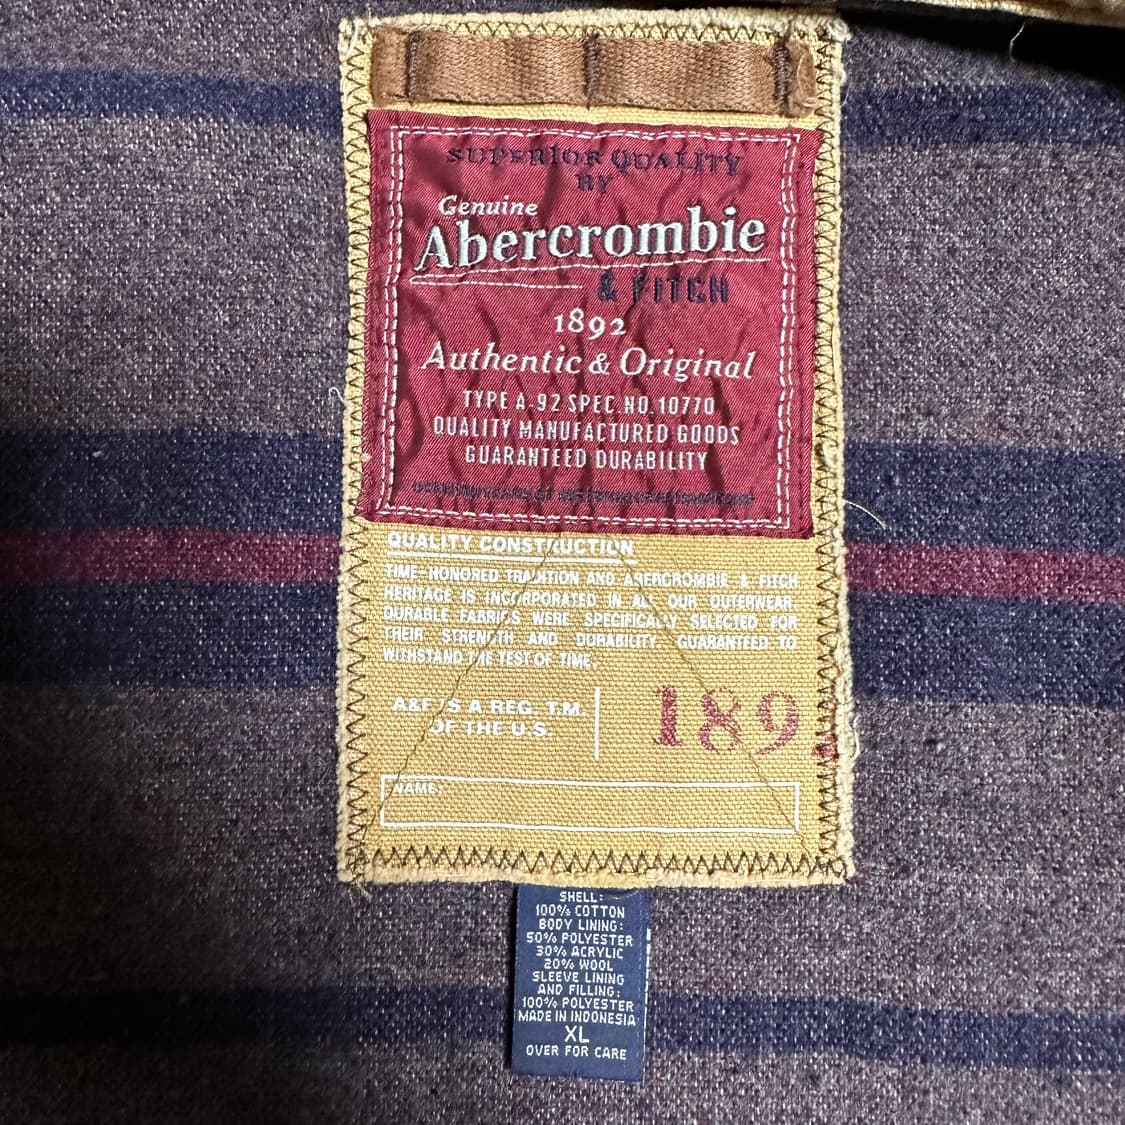 SUPERIOR QUALITY
BY
Genuine
Abercrombie
& FITCH
1892
Authentic & Original
TYPE A.92 SPEC.NO.10770
QUALITY MANUFACTURED GOODS
GUARANTEED DURABILITY
QUALITY CONSTRUCTION
TIME-HONORED TRADITION AND ABERCROMBIE & FITCH
HERITAGE IS INCORPORATED IN ALL OUR OUTERWEAR.
DURABLE FABRICS WERE SPECIFICALLY SELECTED FOR
THEIR STRENGTH AND DURABILITY. GUARANTEED TO
WITHSTAND THE TEST OF TIME.
A&F IS A REG. T.M.
OF THE U.S.
189
NAME:
SHELL:
100% COTTON
BODY LINING:
50% POLYESTER
30% ACRYLIC
20% WOOL
SLEEVE LINING
AND FILLING:
100% POLYESTER
MADE IN INDONESIA
XL
OVER FOR CARE